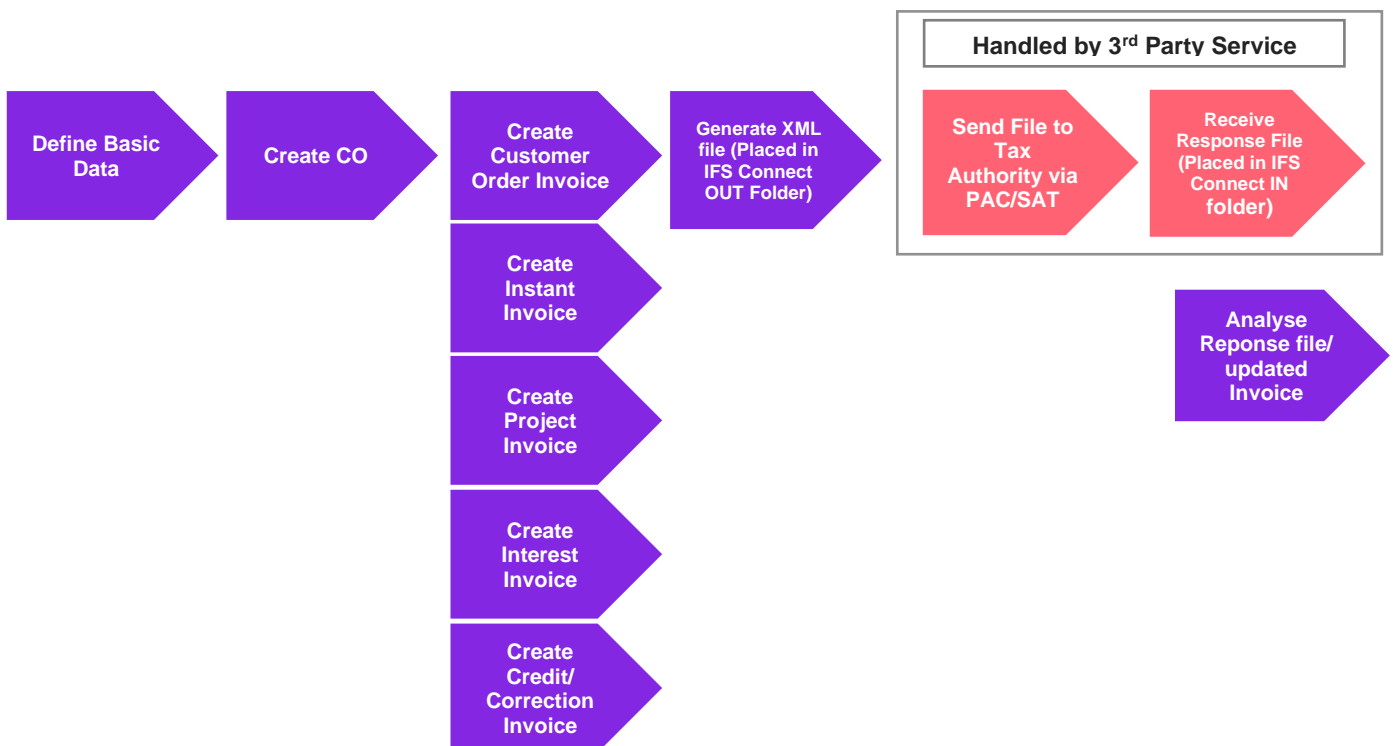 Handled by 3rd Party Service
Define Basic
Data
Create CO
Create
Customer
Order Invoice
Generate XML
file (Placed in
IFS Connect
OUT Folder)
Send File to
Tax
Authority via
PAC/SAT
Receive
Response File
(Placed in IFS
Connect IN
folder)
Create
Instant
Invoice
Analyse
Reponse file/
updated
Invoice
Create
Project
Invoice
Create
Interest
Invoice
Create
Credit/
Correction
Invoice